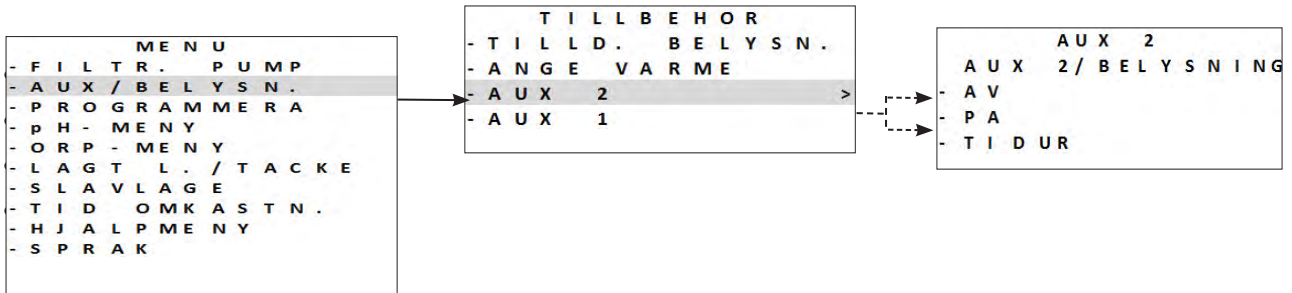 MENU
- FILTR. PUMP
- AUX/BELYSN.
- PROGRAMMERA
- pH- MENY
- ORP- MENY
- LAGT L. / TACKE
- SLAVLAGE
- TID OMKASTN.
- HJALPMENY
- SPRAK
TILLBEHOR
- TILLD. BELYSN.
- ANGE VARME
- AUX 2 >
- AUX 1
AUX 2
AUX 2/BELYSNING
- AV
- PA
- TIDUR